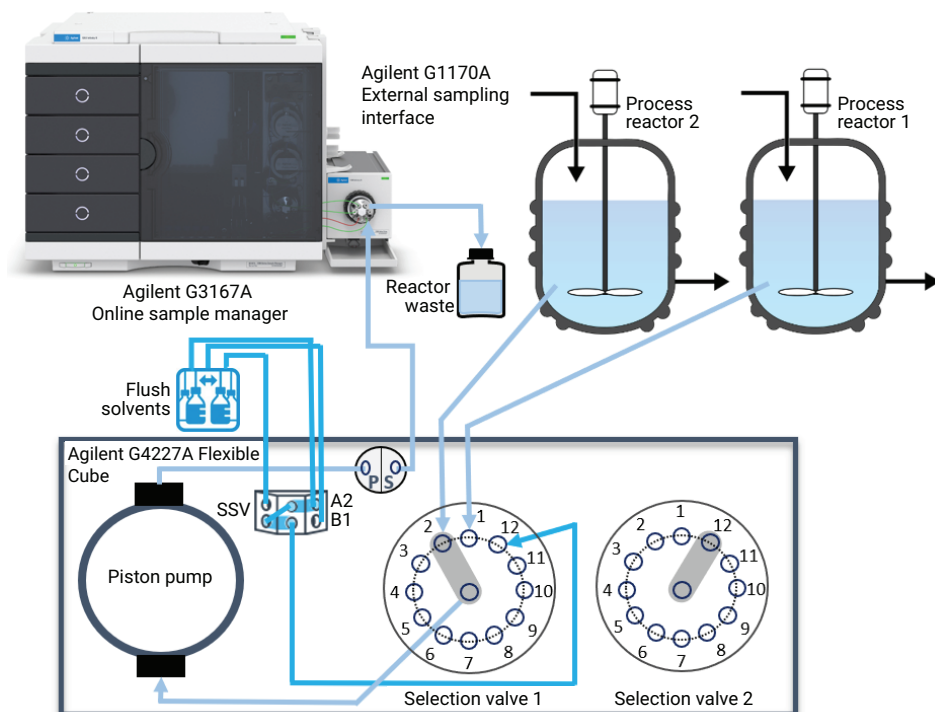 Agilent G1170A
External sampling
interface
Process
reactor 2
Process
reactor 1
Agilent G3167A
Online sample manager
Reactor
waste
Flush
solvents
Agilent G4227A Flexible
Cube
P S
SSV
A2
B1
Piston pump
1
2
3
4
5
6
7
8
9
10
11
12
Selection valve 1
1
2
3
4
5
6
7
8
9
10
11
12
Selection valve 2